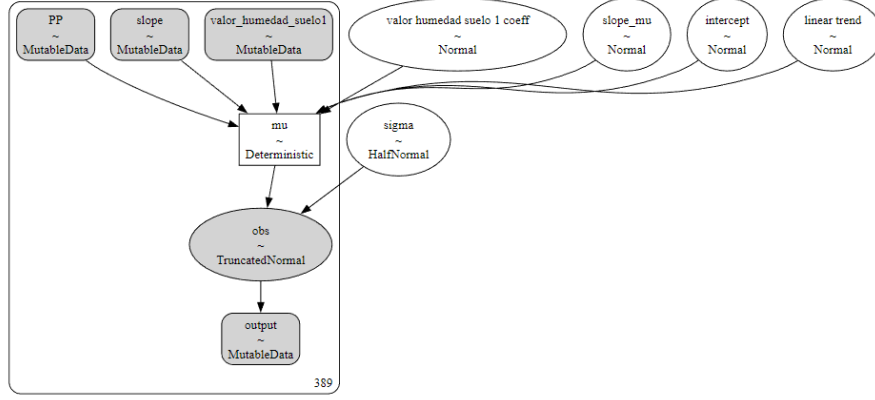 PP
~
MutableData
slope
~
MutableData
valor_humedad_suelo1
~
MutableData
valor humedad suelo 1 coeff
~
Normal
slope_mu
~
Normal
intercept
~
Normal
linear trend
~
Normal
mu
~
Deterministic
sigma
~
HalfNormal
obs
~
TruncatedNormal
output
~
MutableData
389